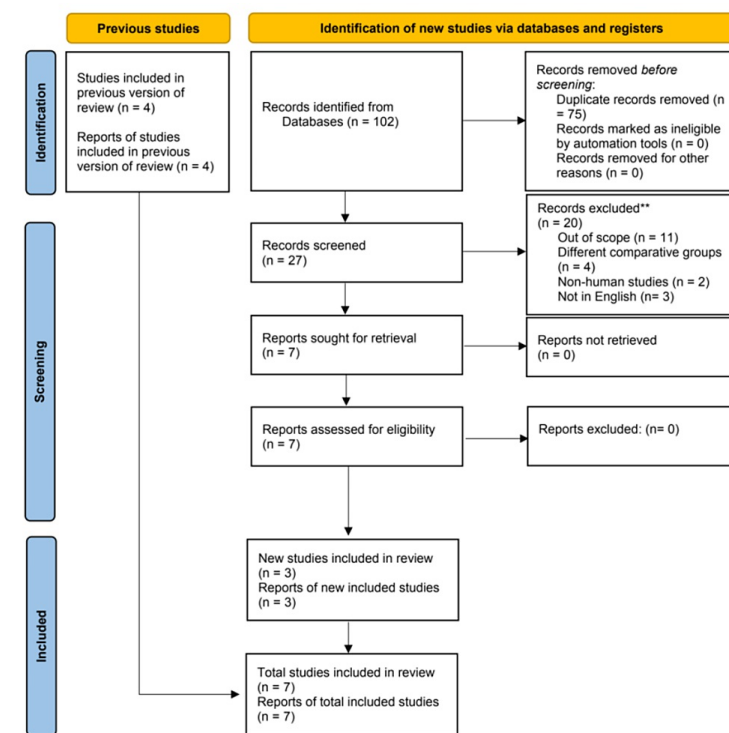 Previous studies
Identification of new studies via databases and registers
Identification
Studies included in
previous version of
review (n = 4)
Reports of studies
included in previous
version of review (n = 4)
Records identified from
Databases (n = 102)
Records removed before
screening:
Duplicate records removed (n
= 75)
Records marked as ineligible
by automation tools (n = 0)
Records removed for other
reasons (n = 0)
Screening
Records screened
(n = 27)
Records excluded**
(n = 20)
Out of scope (n = 11)
Different comparative groups
(n = 4)
Non-human studies (n = 2)
Not in English (n= 3)
Reports sought for retrieval
(n = 7)
Reports not retrieved
(n = 0)
Reports assessed for eligibility
(n = 7)
Reports excluded: (n= 0)
Included
New studies included in review
(n = 3)
Reports of new included studies
(n = 3)
Total studies included in review
(n = 7)
Reports of total included studies
(n = 7)